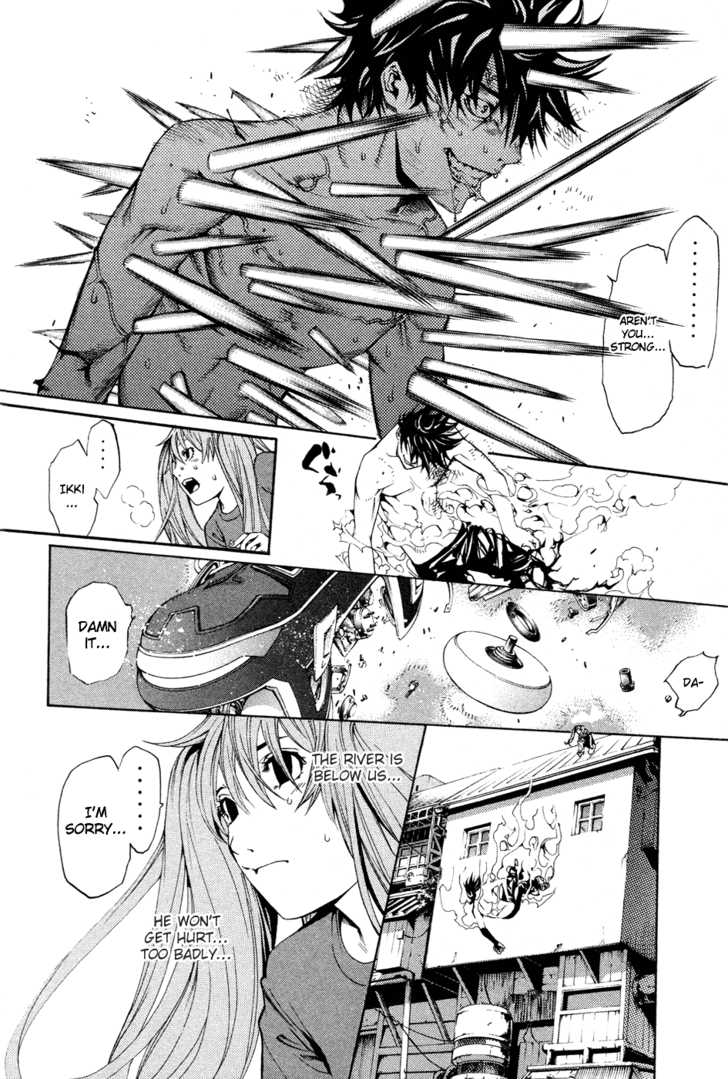 .........
AREN'T
YOU...
STRONG...
....
IKKI
...
DA-
DAMN
IT...
THE RIVER IS
BELOW US...
HE WON'T
GET HURT...
TOO BADLY...
......
I'M
SORRY...